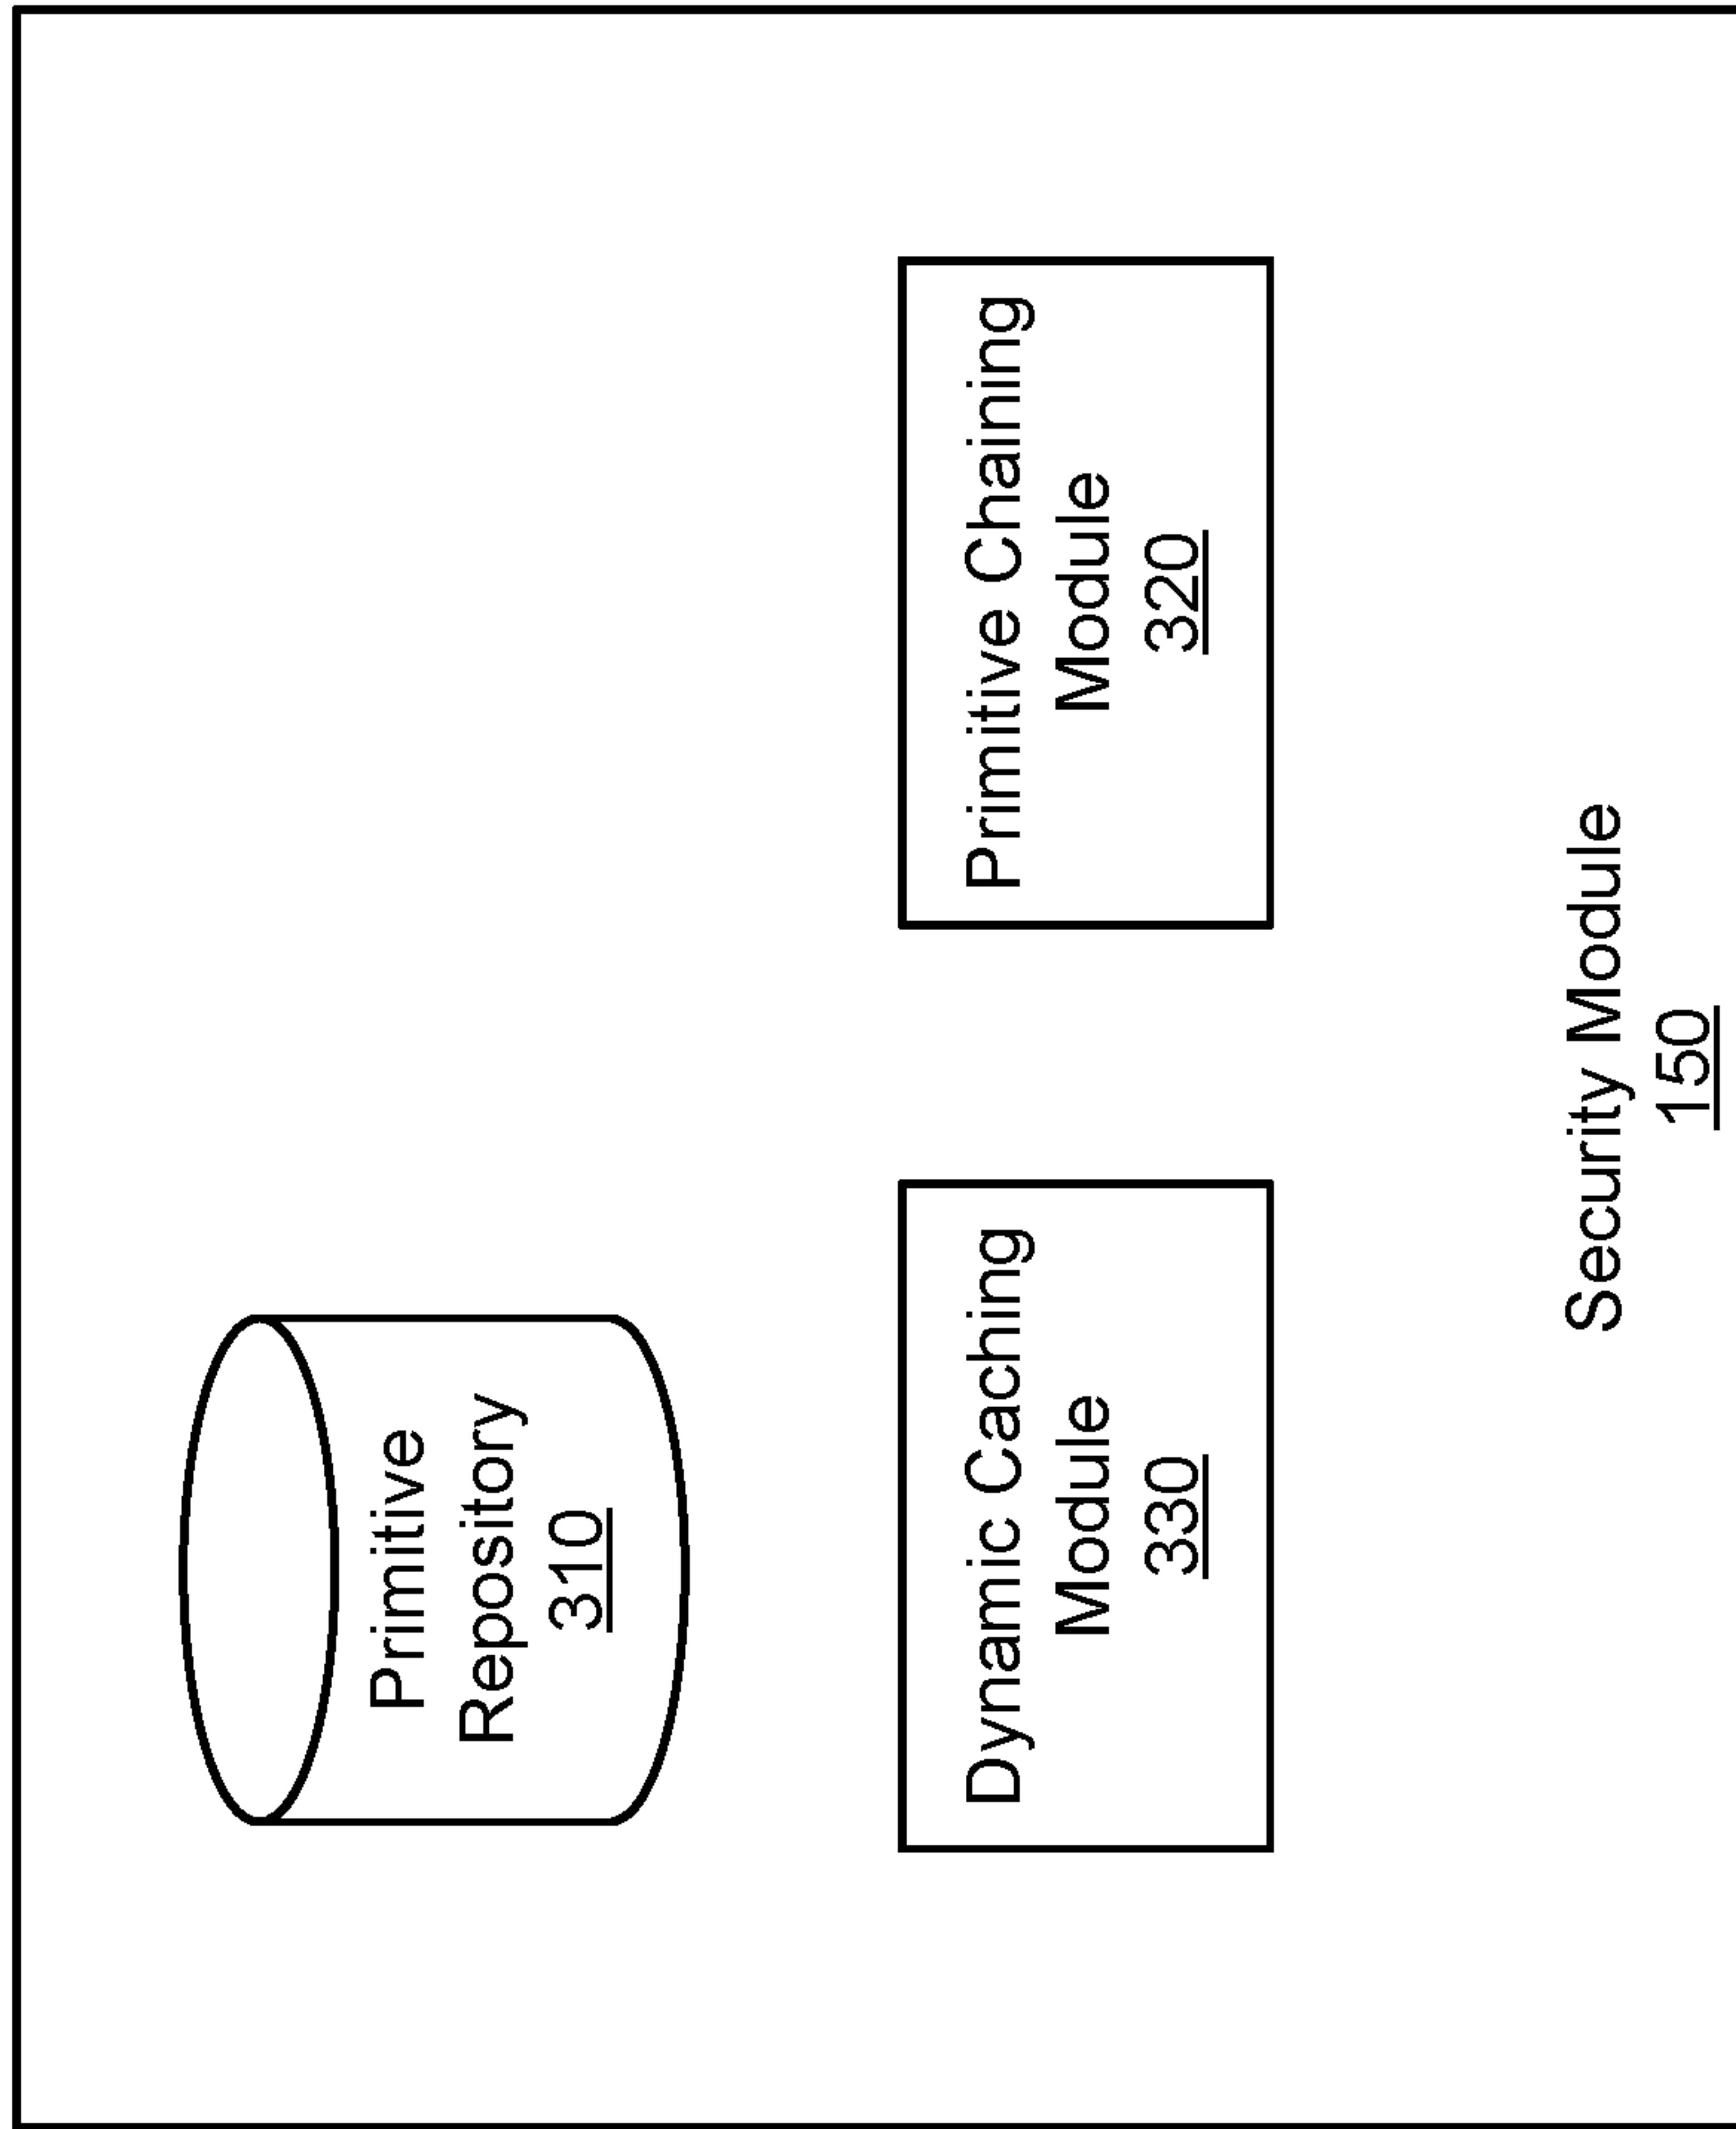 Primitive
Repository
310
Dynamic Caching
Module
330
Primitive Chaining
Module
320
Security Module
150